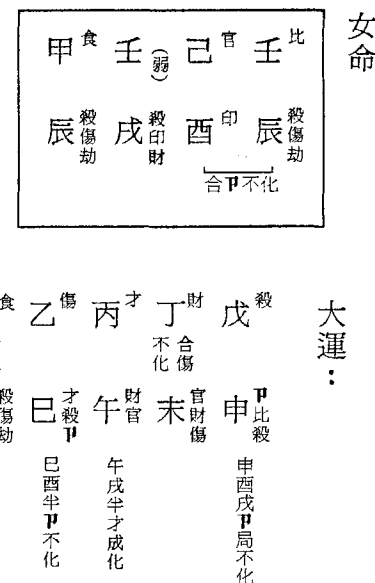 女命
比
壬
辰
殺傷劫
官
己
酉
印
合卩不化
(弱)
壬
戌
殺印財
食
甲
辰
殺傷劫
大運:
殺
戊
申
卩比殺
申酉戌卩局不化
財
丁
合傷
不化
未
官財傷
才
丙
午
財官
午戌半才成化
傷
乙
巳
才殺卩
巳酉半卩不化
食
殺傷劫